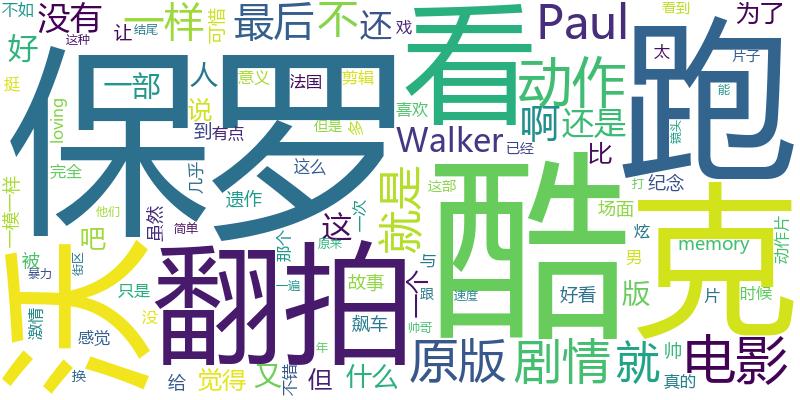 不如
没有
一样
最后
不
还
戏
可惜
看
Paul
看到
为了
结尾
这种
让
好
挺
一部
人
意义
法国
剪辑
动作
太
片子
能
loving
保罗
说
到
有点
但是
多
喜欢
Walker
啊
还是
已经
跑
镜头
完全
一模一样
他们
几乎
遗作
这么
这
就是
酷
比
这部
打
纪念
被
吧
虽然
那个
原来
一次
场面
炫
memory
克
动作片
沃
暴力
简单
街区
翻拍
一遍
故事
一个
与
跟
速度
好看
男
版
片
时候
只是
激情
没
飙车
帅哥
感觉
年
原版
剧情
就
帅
真的
电影
换
给
觉得
又
不错
但
什么